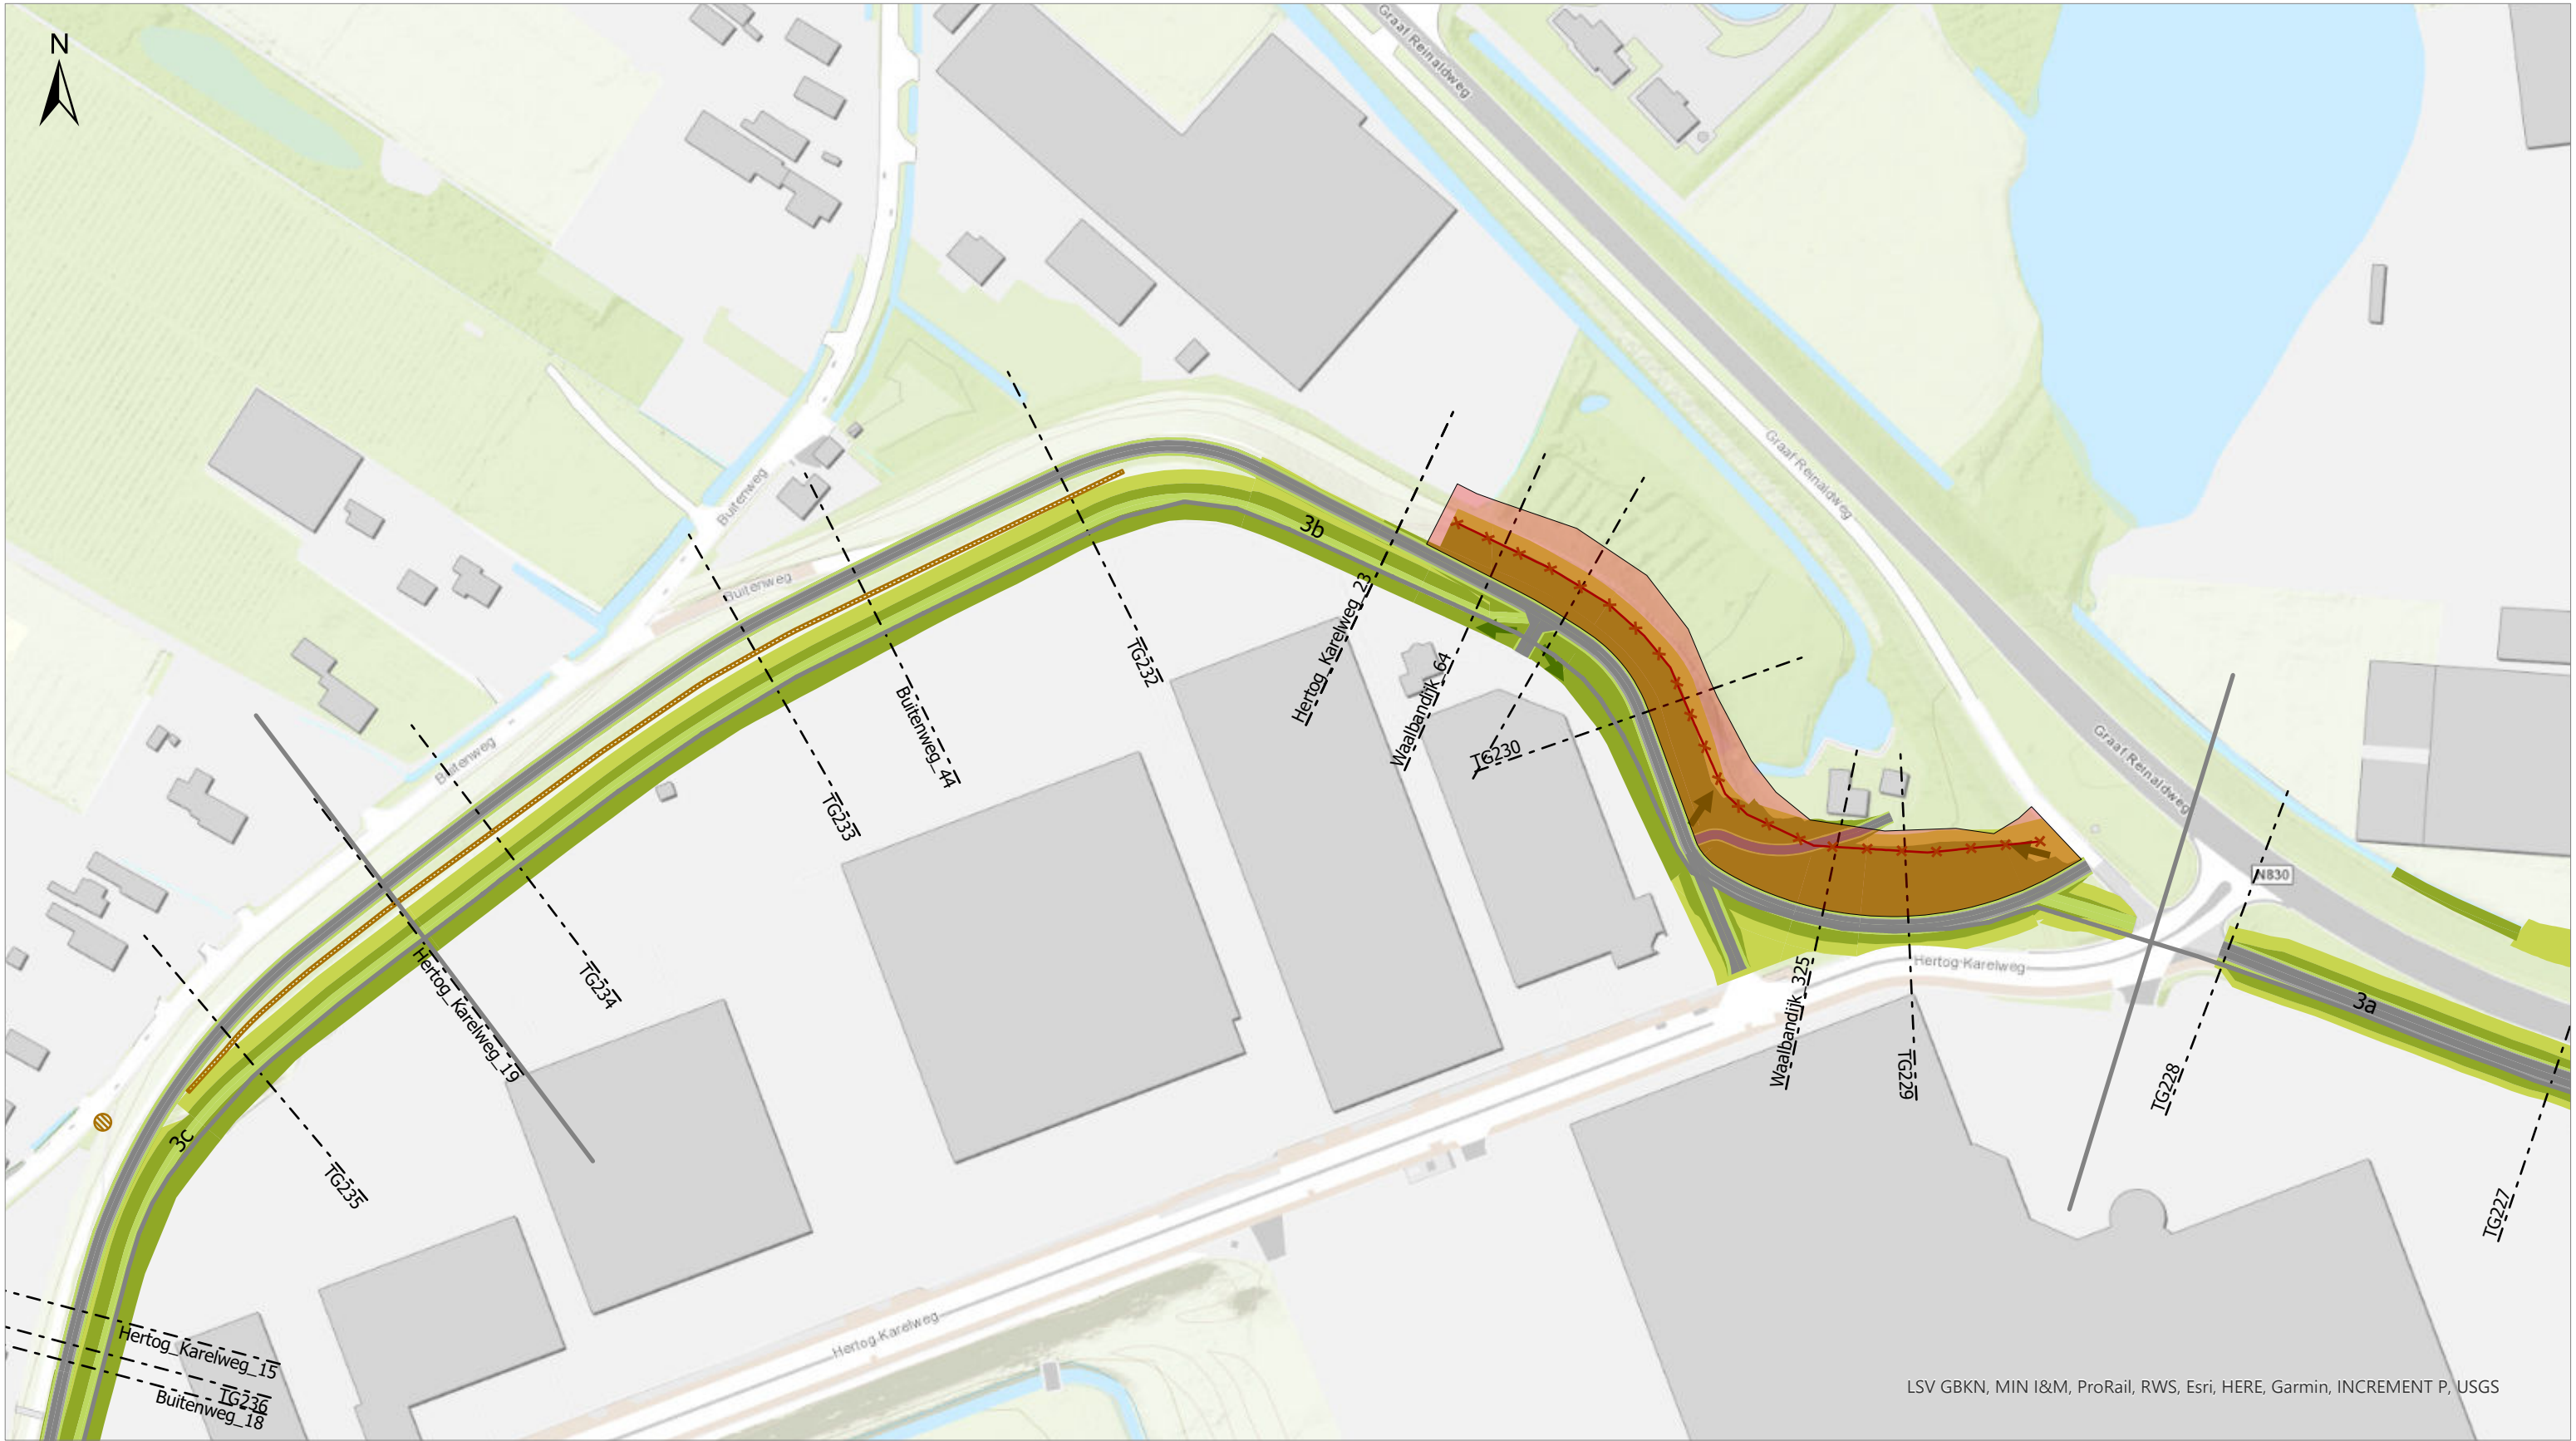 N
Graaf Reinaldweg
Graaf Reinaldweg
Graaf Reinaldweg
N830
Buitenweg
Buitenweg
Buitenweg
3b
Hertog_Karelweg_23
Waalbandijk_64
TG230
TG232
Buitenweg_44
TG233
TG234
Hertog_Karelweg_19
TG235
3c
Hertog Karelweg
3a
Waalbandijk_325
TG229
TG228
TG227
Hertog Karelweg
Hertog_Karelweg_15
TG236
Buitenweg_18
LSV GBKN, MIN I&M, ProRail, RWS, Esri, HERE, Garmin, INCREMENT P, USGS